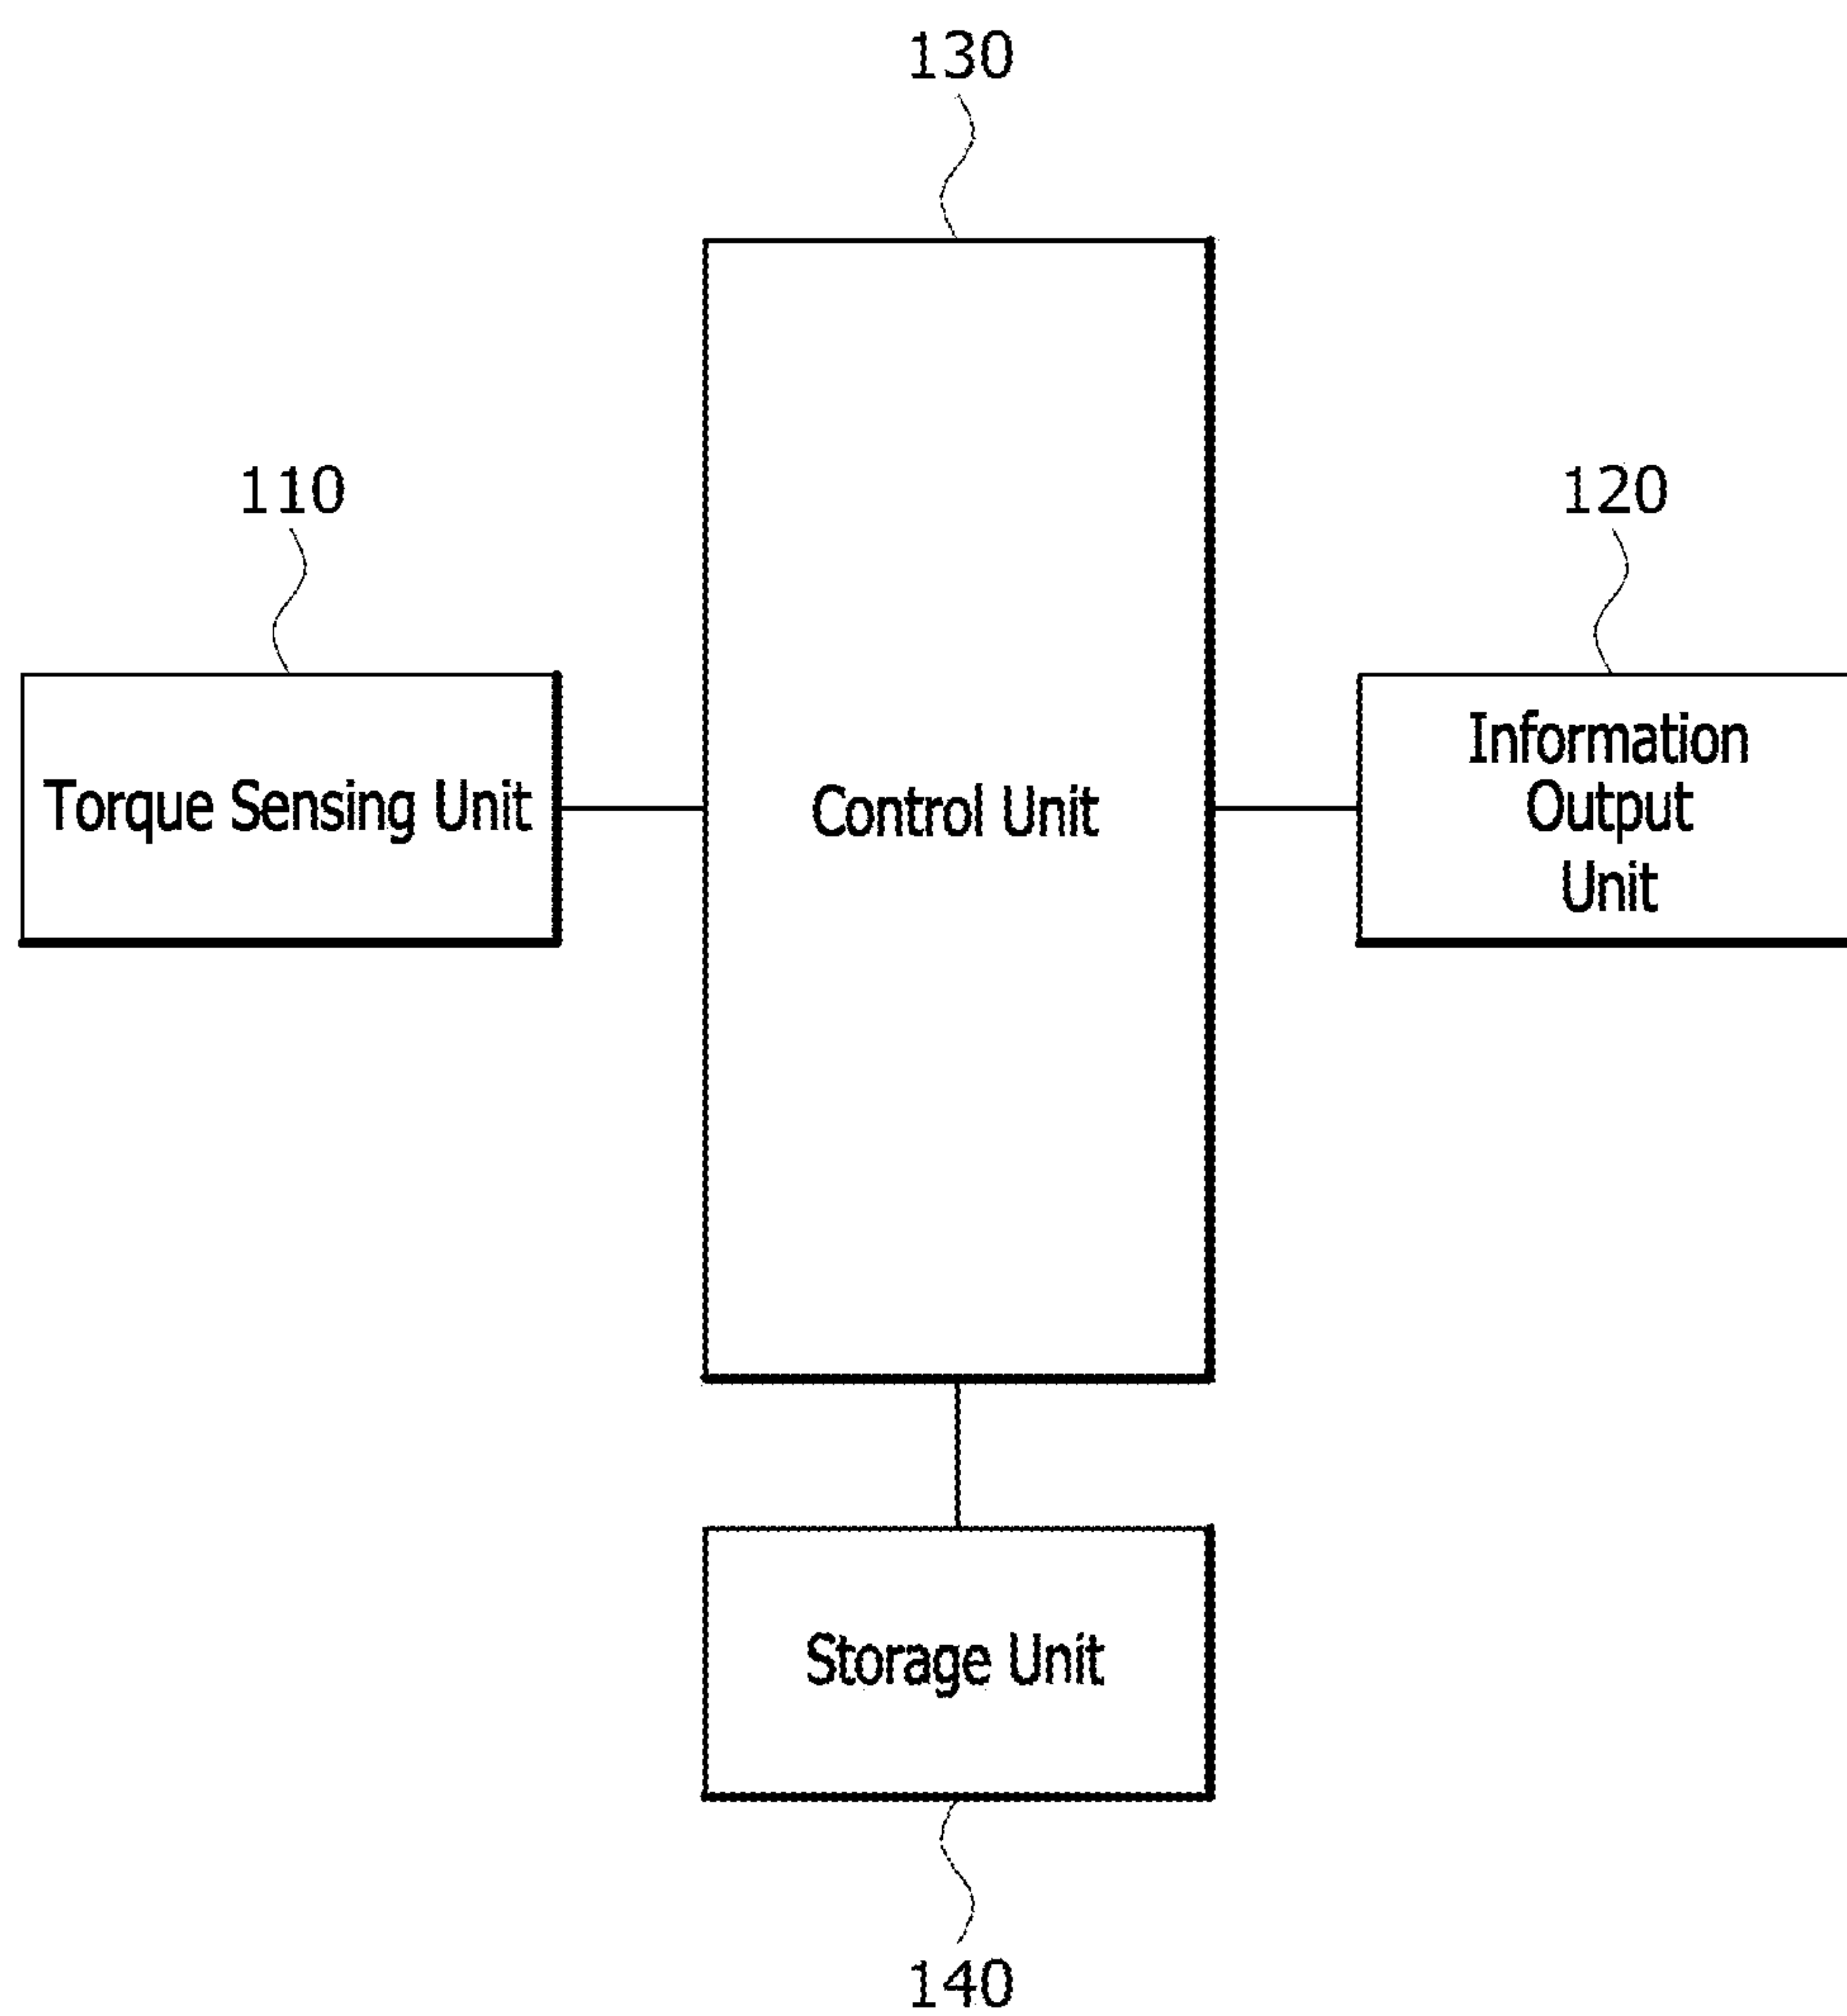 130
110
120
Torque Sensing Unit
Control Unit
Information
Output
Unit
Storage Unit
140